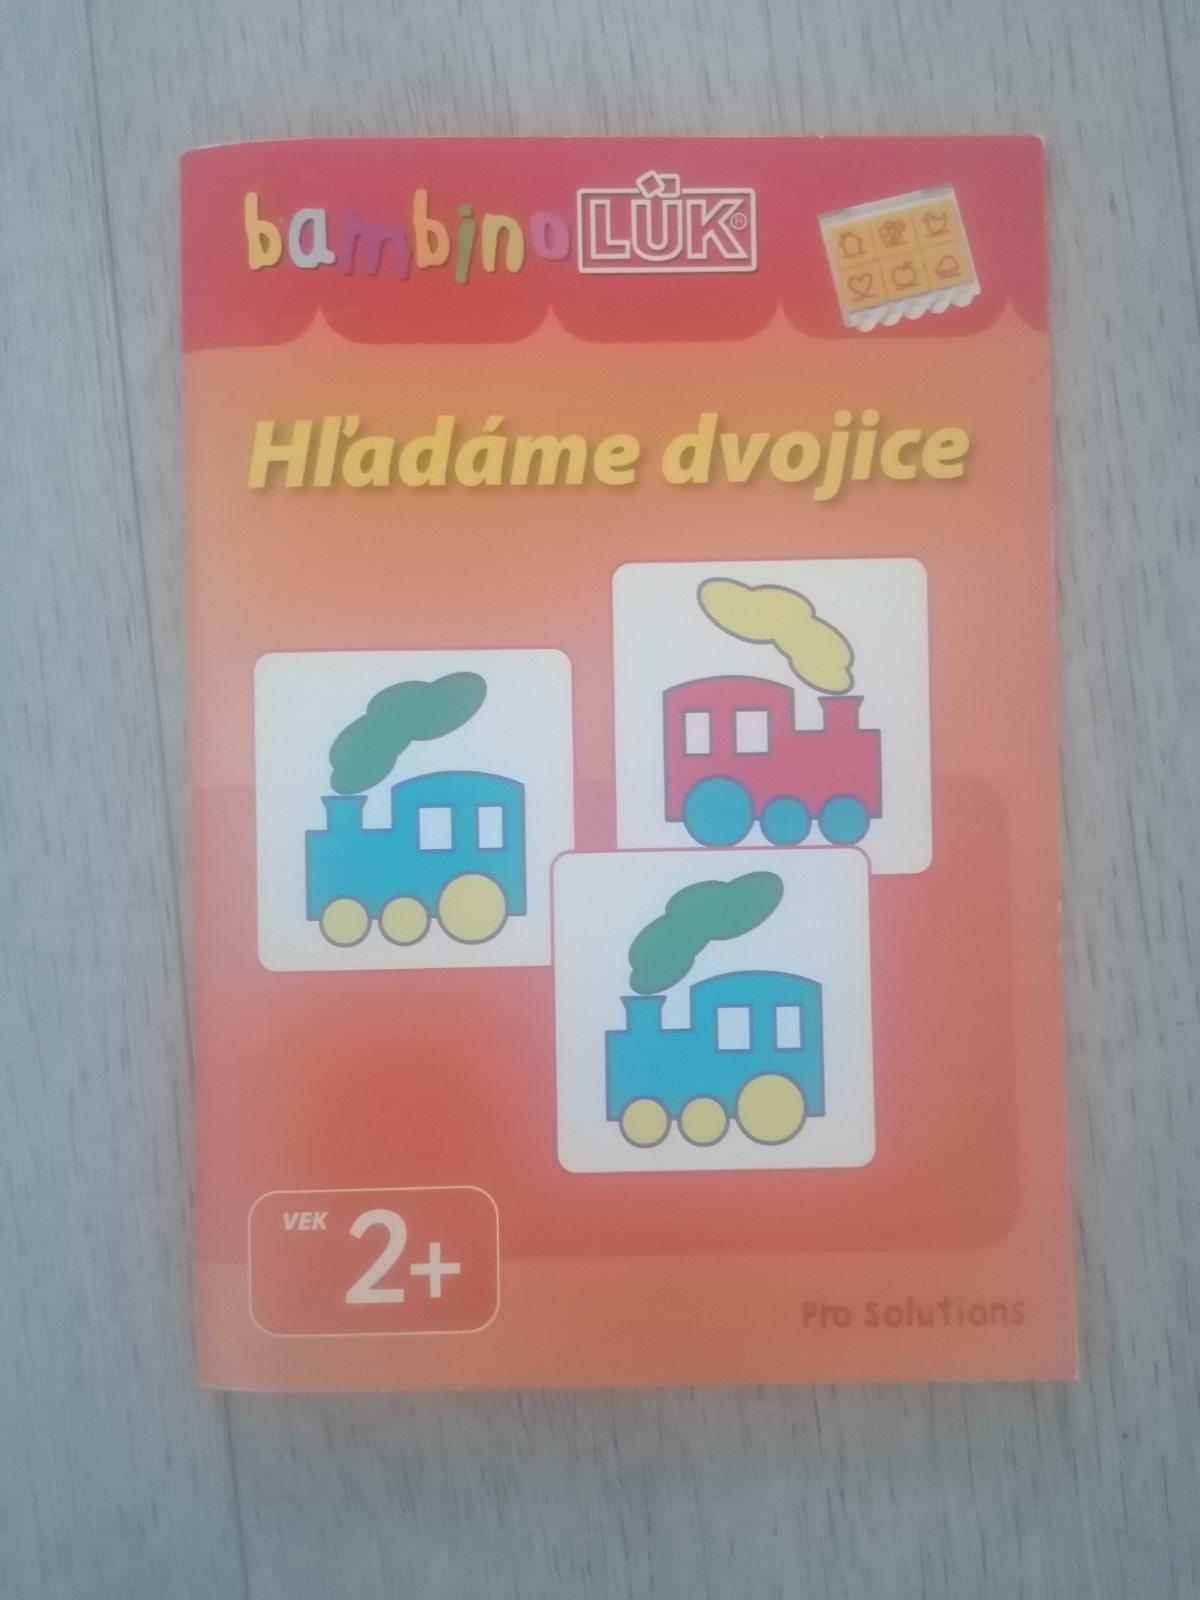 bambino LÜK®
Hľadáme dvojice
VEK 2+
Pro Solutions